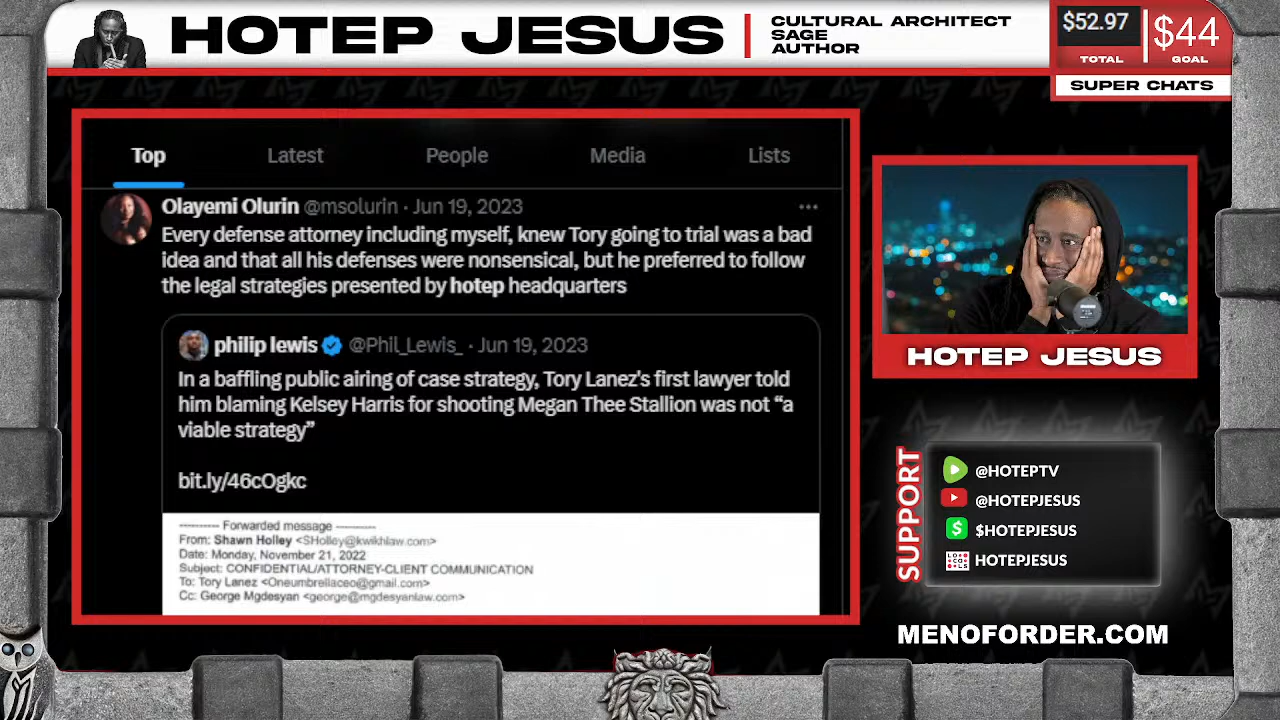 HOTEP JESUS
CULTURAL ARCHITECT
SAGE
AUTHOR
$52.97
TOTAL
$44
GOAL
SUPER CHATS
Top
Latest
People
Media
Lists
Olayemi Olurin @msolurin · Jun 19, 2023
Every defense attorney including myself, knew Tory going to trial was a bad
idea and that all his defenses were nonsensical, but he preferred to follow
the legal strategies presented by hotep headquarters
philip lewis @Phil_Lewis_ · Jun 19, 2023
In a baffling public airing of case strategy, Tory Lanez's first lawyer told
him blaming Kelsey Harris for shooting Megan Thee Stallion was not “a
viable strategy”
bit.ly/46cOgkc
---------- Forwarded message ----------
From: Shawn Holley <SHolley@kwikhlaw.com>
Date: Monday, November 21, 2022
Subject: CONFIDENTIAL/ATTORNEY-CLIENT COMMUNICATION
To: Tory Lanez <Oneumbrellaceo@gmail.com>
Cc: George Mgdesyan <george@mgdesyanlaw.com>
HOTEP JESUS
SUPPORT
@HOTEPTV
@HOTEPJESUS
$HOTEPJESUS
HOTEPJESUS
MENOFORDER.COM